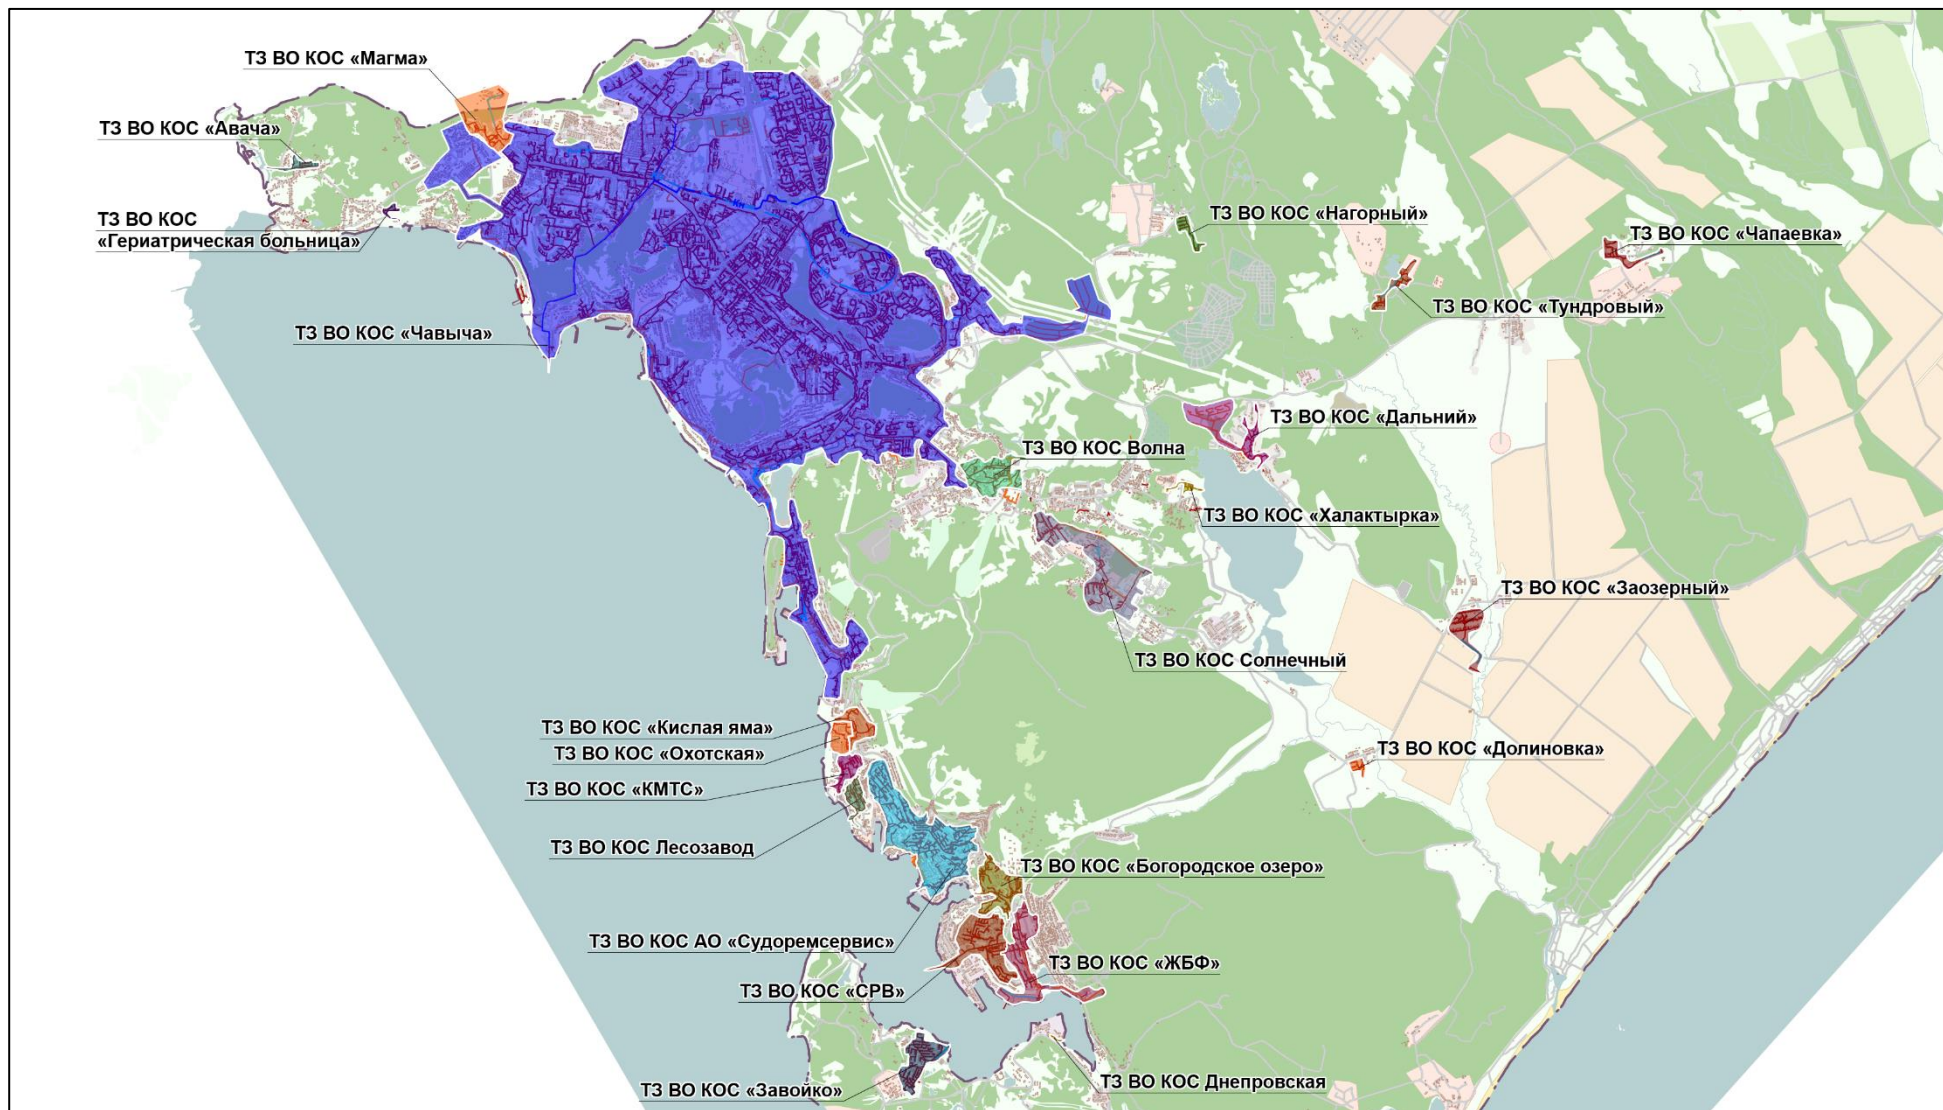 ТЗ ВО КОС «Магма»
ТЗ ВО КОС «Авача»
ТЗ ВО КОС
«Гериатрическая больница»
ТЗ ВО КОС «Чавыча»
ТЗ ВО КОС «Нагорный»
ТЗ ВО КОС «Чапаевка»
ТЗ ВО КОС «Тундровый»
ТЗ ВО КОС «Дальний»
ТЗ ВО КОС Волна
ТЗ ВО КОС «Халактырка»
ТЗ ВО КОС «Заозерный»
ТЗ ВО КОС Солнечный
ТЗ ВО КОС «Кислая яма»
ТЗ ВО КОС «Охотская»
ТЗ ВО КОС «Долиновка»
ТЗ ВО КОС «КМТС»
ТЗ ВО КОС Лесозавод
ТЗ ВО КОС «Богородское озеро»
ТЗ ВО КОС АО «Судоремсервис»
ТЗ ВО КОС «ЖБФ»
ТЗ ВО КОС «СРВ»
ТЗ ВО КОС Днепровская
ТЗ ВО КОС «Завойко»